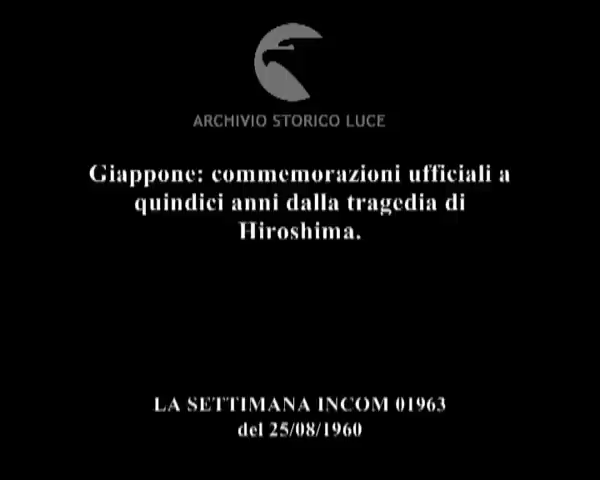 ARCHIVIO STORICO LUCE
Giappone: commemorazioni ufficiali a
quindici anni dalla tragedia di
Hiroshima.
LA SETTIMANA INCOM 01963
del 25/08/1960